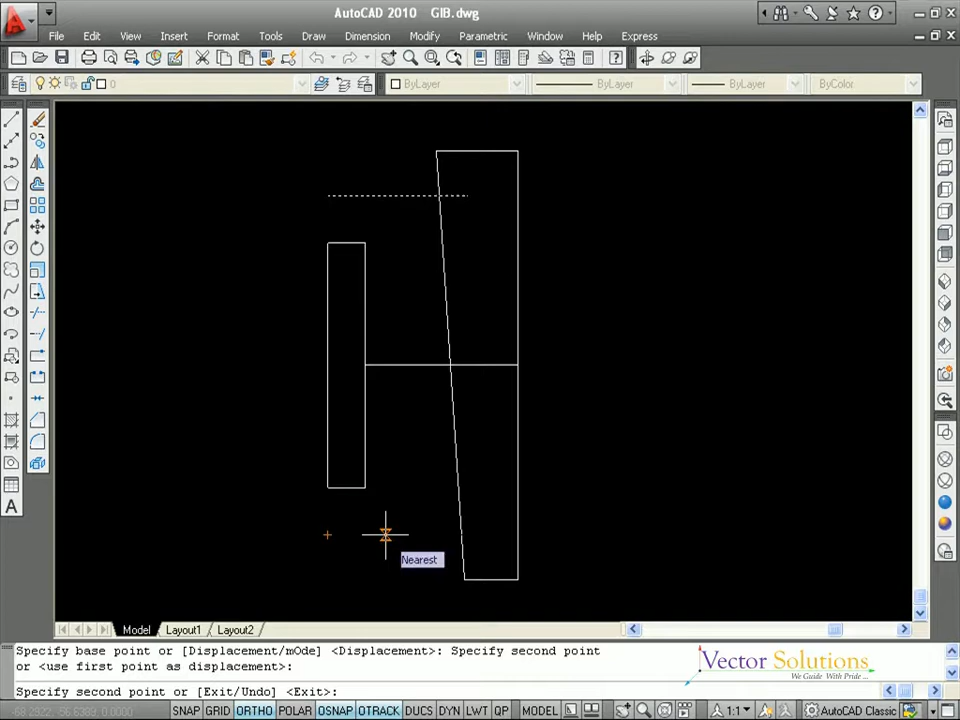 AutoCAD 2010 GIB.dwg
File Edit View Insert Format Tools Draw Dimension Modify Parametric Window Help Express
0 ByLayer ByLayer ByLayer ByColor
Nearest
Model Layout1 Layout2
Specify base point or [Displacement/mOde] <Displacement>: Specify second point
or <use first point as displacement>:
Specify second point or [Exit/Undo] <Exit>:
Vector Solutions
We Guide With Pride ...
SNAP GRID ORTHO POLAR OSNAP OTRACK DUCS DYN LWT QP MODEL 1:1 AutoCAD Classic